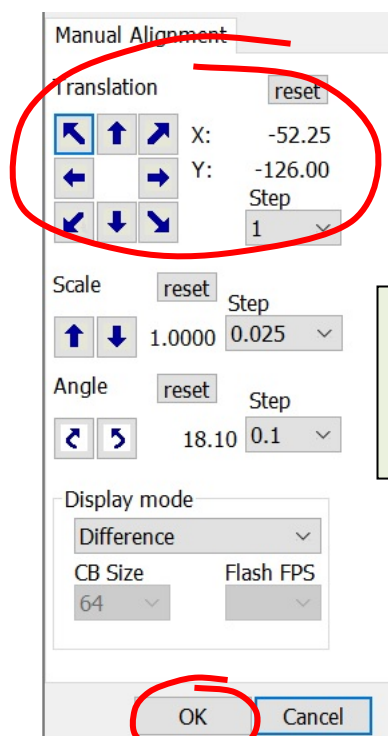 Manual Alignment
Translation
reset
X: -52.25
Y: -126.00
Step
1
Scale
reset
Step
1.0000 0.025
Angle
reset
Step
18.10 0.1
Display mode
Difference
CB Size Flash FPS
64
OK Cancel